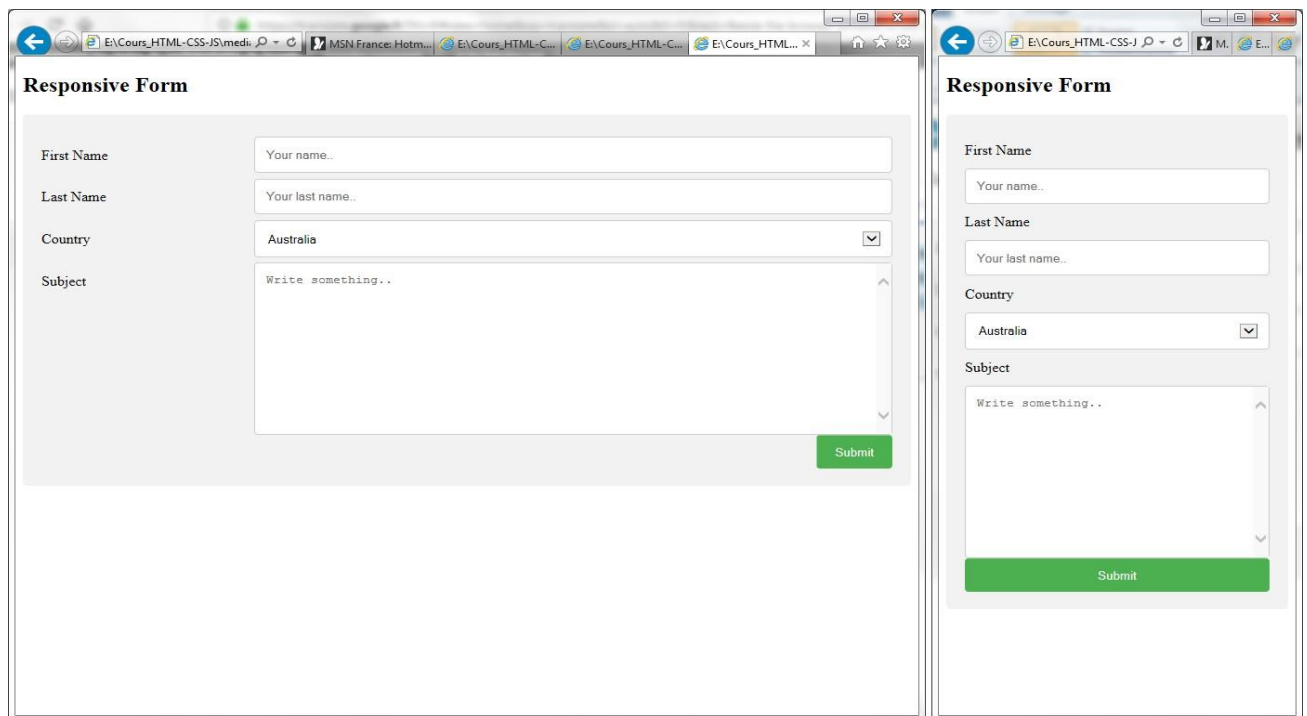 E:\Cours_HTML-CSS-JS\medi
MSN France: Hotm...
E:\Cours_HTML-C...
E:\Cours_HTML-C...
E:\Cours_HTML...
Responsive Form
First Name
Your name..
Last Name
Your last name..
Country
Australia
Subject
Write something..
Submit
E:\Cours_HTML-CSS-J
M.
E...
Responsive Form
First Name
Your name..
Last Name
Your last name..
Country
Australia
Subject
Write something..
Submit